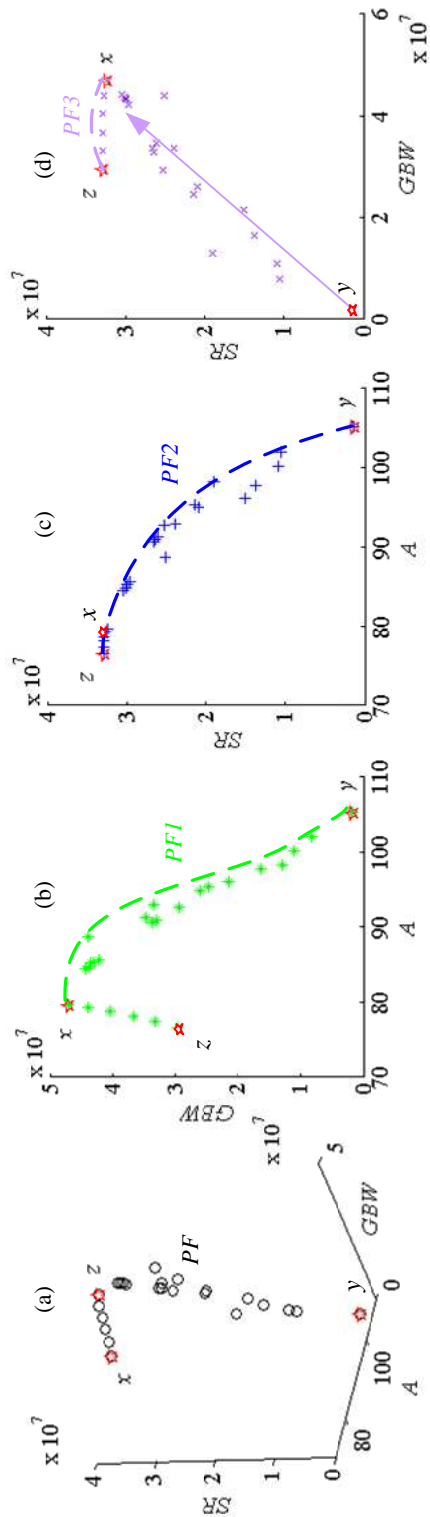 (a)
x 10^7
4
3
2
1
0
SR
x
z
PF
y
80
100
A
0
5
GBW
x 10^7
(b)
x 10^7
5
4
3
2
1
0
GBW
x
PF1
z
y
70
80
90
100
110
A
(c)
x 10^7
4
3
2
1
0
SR
z
x
PF2
y
70
80
90
100
110
A
(d)
x 10^7
4
3
2
1
0
SR
z
PF3
x
y
0
2
4
6
GBW
x 10^7